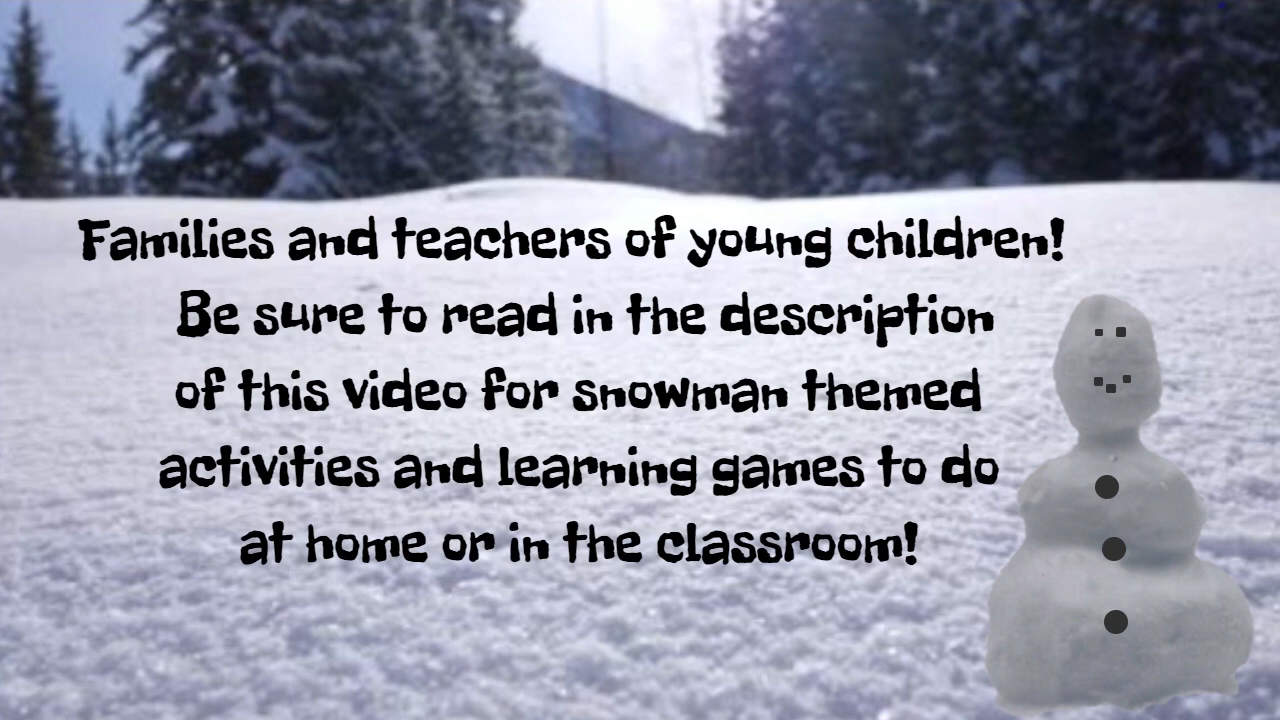 Families and teachers of young children!
Be sure to read in the description
of this video for snowman themed
activities and learning games to do
at home or in the classroom!